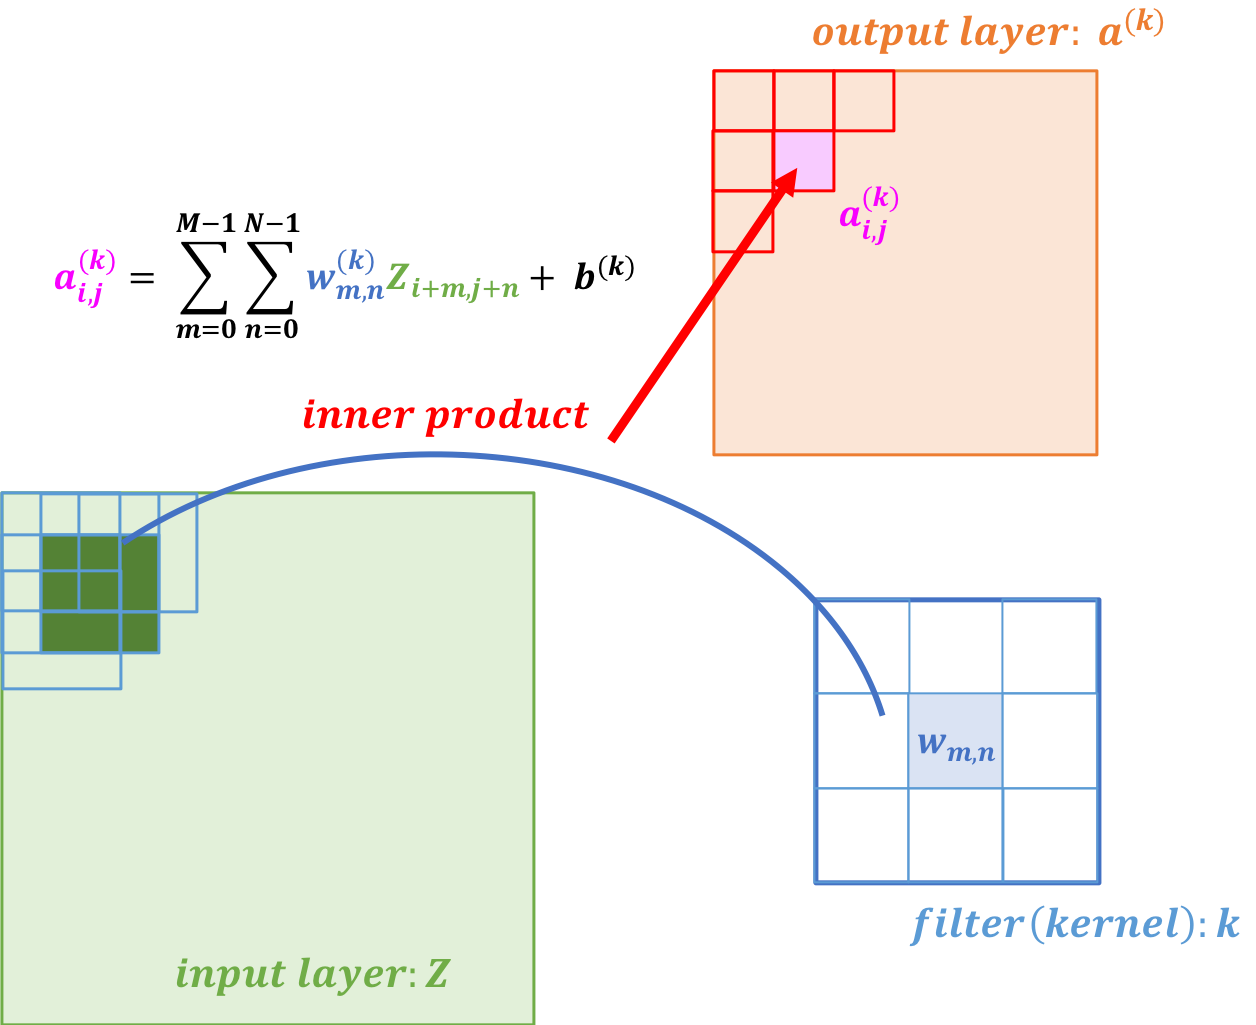 output layer: a^(k)
a_{i,j}^{(k)}
a_{i,j}^{(k)} = \sum_{m=0}^{M-1} \sum_{n=0}^{N-1} w_{m,n}^{(k)} Z_{i+m,j+n} + b^{(k)}
inner product
w_{m,n}
filter(kernel): k
input layer: Z